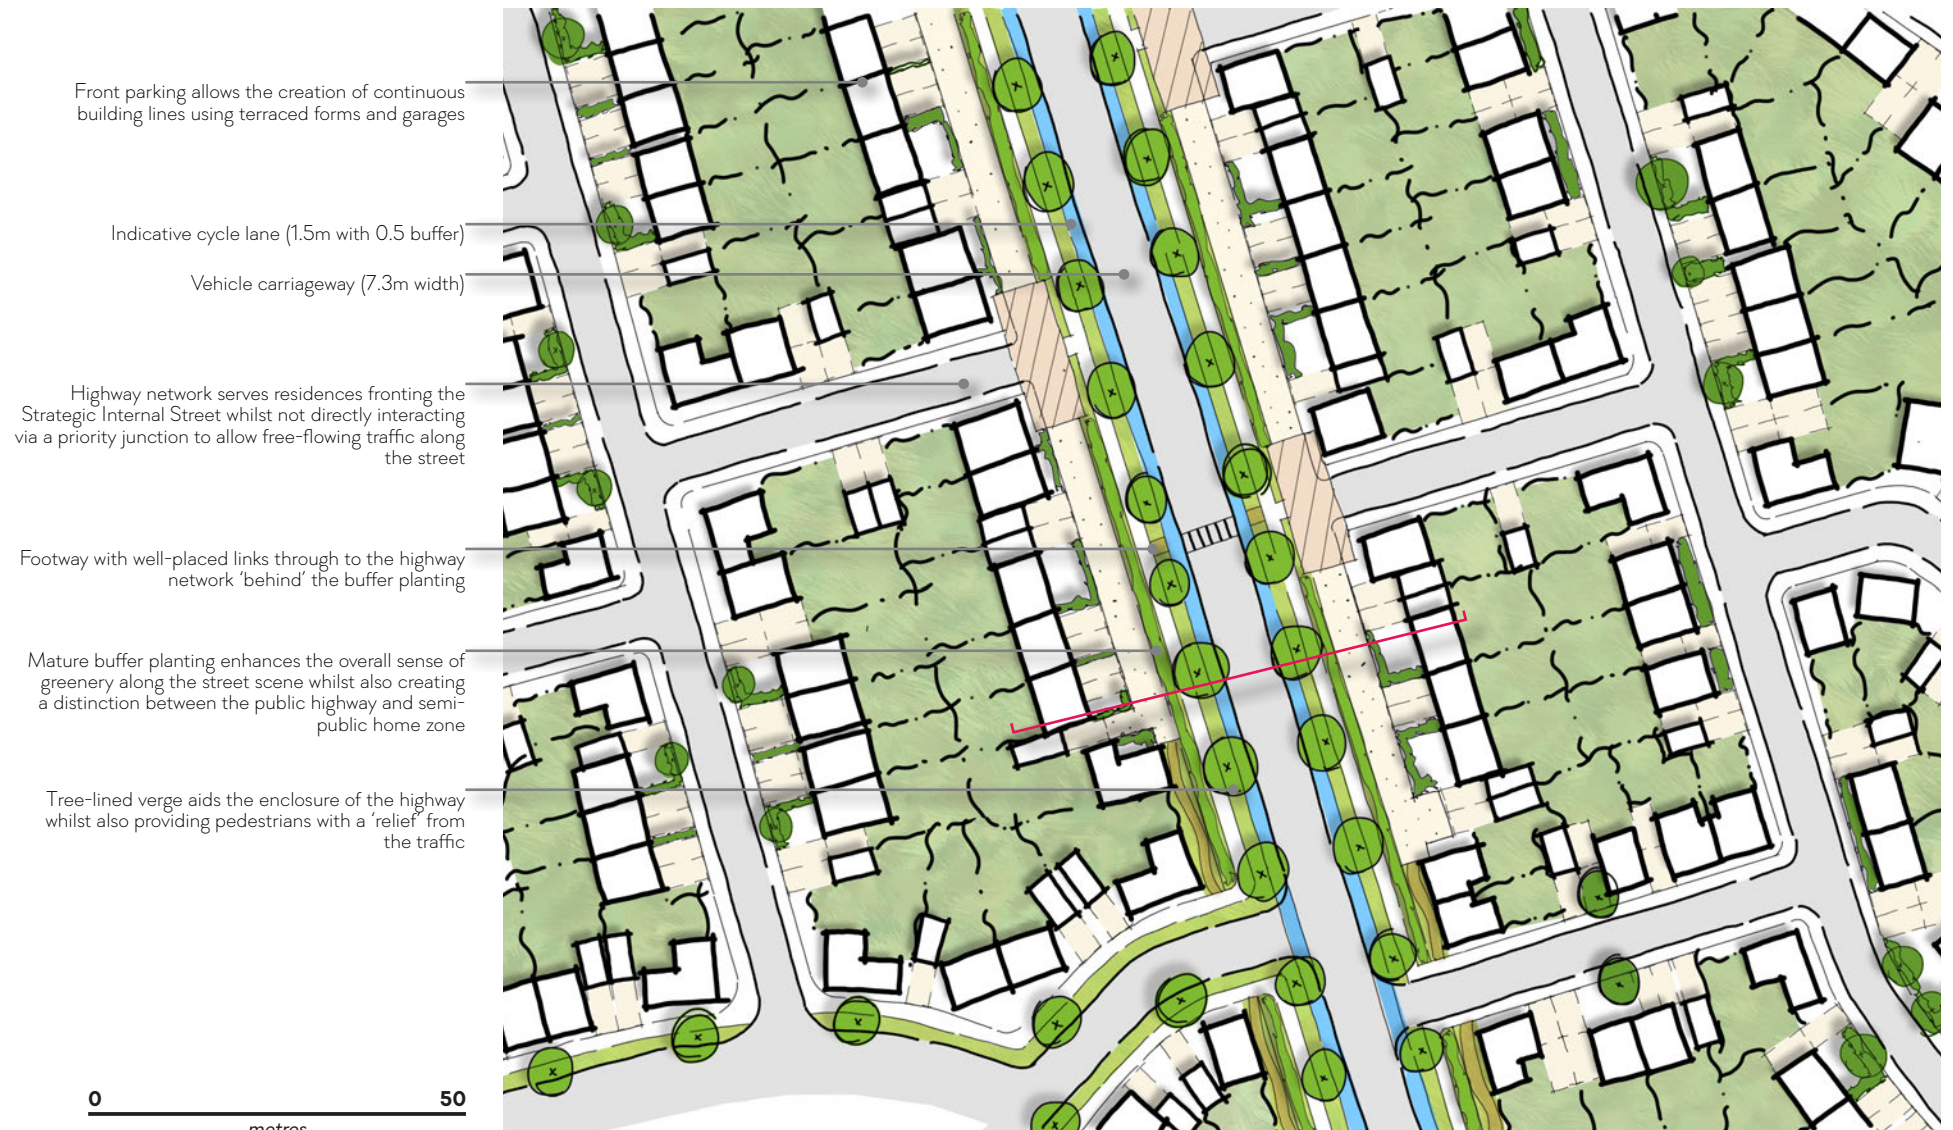 Front parking allows the creation of continuous
building lines using terraced forms and garages
Indicative cycle lane (1.5m with 0.5 buffer)
Vehicle carriageway (7.3m width)
Highway network serves residences fronting the
Strategic Internal Street whilst not directly interacting
via a priority junction to allow free-flowing traffic along
the street
Footway with well-placed links through to the highway
network ‘behind’ the buffer planting
Mature buffer planting enhances the overall sense of
greenery along the street scene whilst also creating
a distinction between the public highway and semi-
public home zone
Tree-lined verge aids the enclosure of the highway
whilst also providing pedestrians with a ‘relief’ from
the traffic
0 50
metres